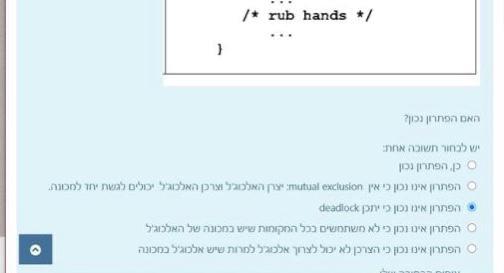 ...
/* rub hands */
...
}
האם הפתרון נכון?
יש לבחור תשובה אחת:
כן, הפתרון נכון
הפתרון אינו נכון כי אין mutual exclusion: יצרן האלכוג'ל וצרכן האלכוג'ל יכולים לגשת יחד למכונה.
הפתרון אינו נכון כי יתכן deadlock
הפתרון אינו נכון כי לא משתמשים בכל המקומות שיש במכונה של האלכוג'ל
הפתרון אינו נכון כי הצרכן לא יכול לצרוך אלכוג'ל למרות שיש אלכוג'ל במכונה